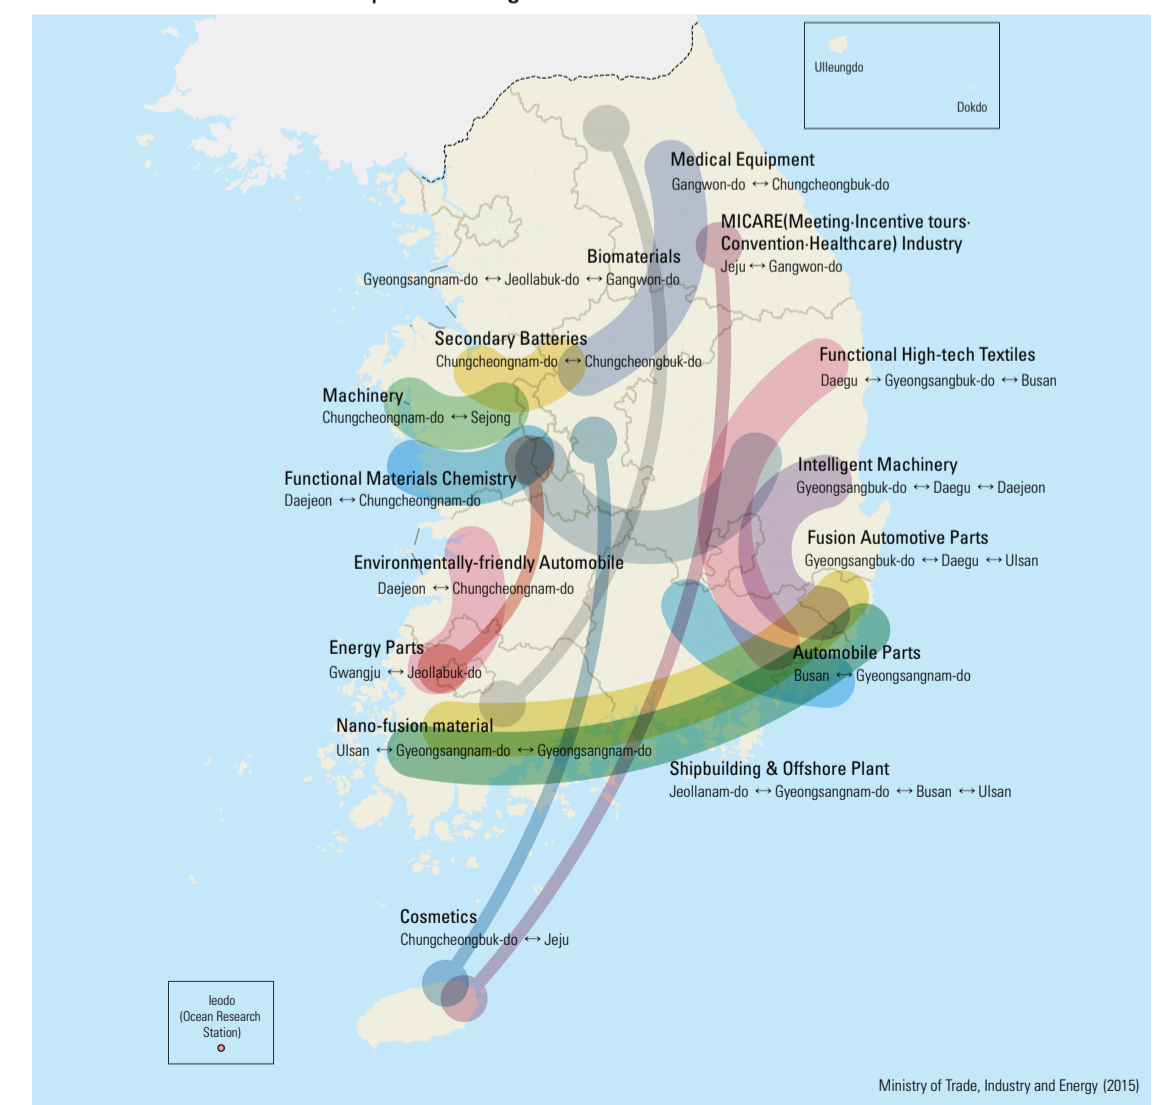 Ulleungdo
Dokdo
Medical Equipment
Gangwon-do ↔ Chungcheongbuk-do
MICARE(Meeting·Incentive tours·
Convention·Healthcare) Industry
Jeju ↔ Gangwon-do
Biomaterials
Gyeongsangnam-do ↔ Jeollabuk-do ↔ Gangwon-do
Secondary Batteries
Chungcheongnam-do ↔ Chungcheongbuk-do
Functional High-tech Textiles
Daegu ↔ Gyeongsangbuk-do ↔ Busan
Machinery
Chungcheongnam-do ↔ Sejong
Functional Materials Chemistry
Daejeon ↔ Chungcheongnam-do
Intelligent Machinery
Gyeongsangbuk-do ↔ Daegu ↔ Daejeon
Fusion Automotive Parts
Gyeongsangbuk-do ↔ Daegu ↔ Ulsan
Environmentally-friendly Automobile
Daejeon ↔ Chungcheongnam-do
Energy Parts
Gwangju ↔ Jeollabuk-do
Automobile Parts
Busan ↔ Gyeongsangnam-do
Nano-fusion material
Ulsan ↔ Gyeongsangnam-do ↔ Gyeongsangnam-do
Shipbuilding & Offshore Plant
Jeollanam-do ↔ Gyeongsangnam-do ↔ Busan ↔ Ulsan
Cosmetics
Chungcheongbuk-do ↔ Jeju
Ieodo
(Ocean Research
Station)
Ministry of Trade, Industry and Energy (2015)